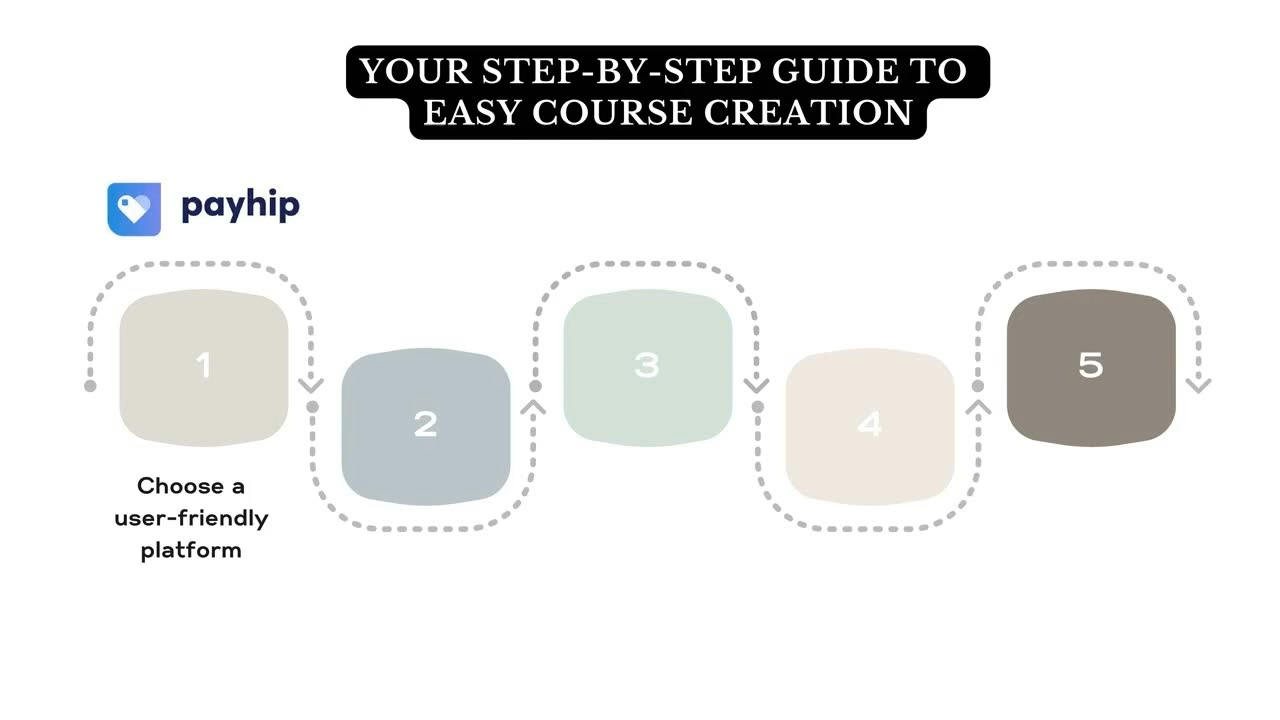 YOUR STEP-BY-STEP GUIDE TO
EASY COURSE CREATION
payhip
1
2
3
4
5
Choose a
user-friendly
platform